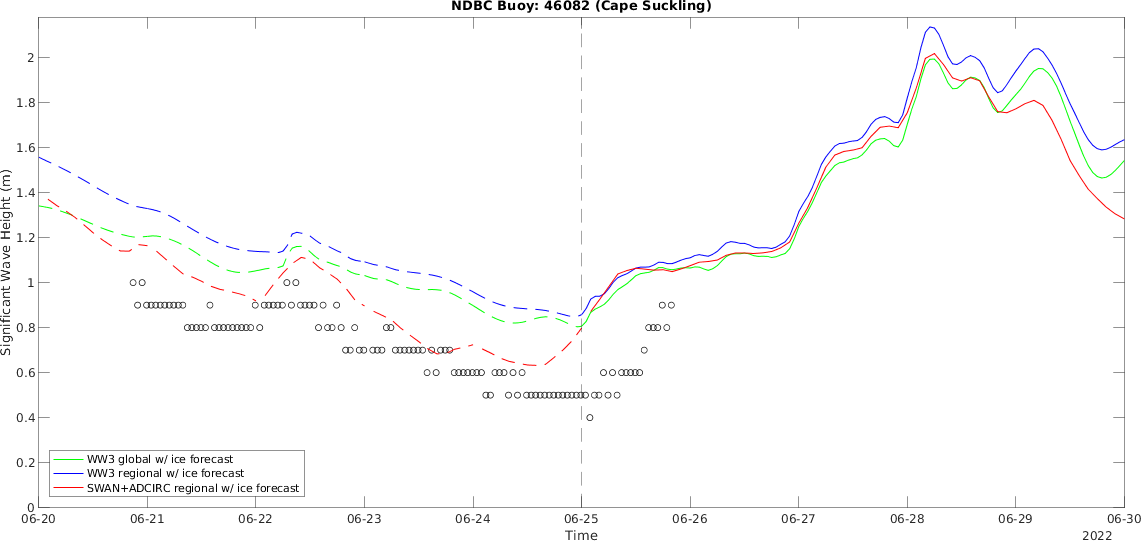 NDBC Buoy: 46082 (Cape Suckling)
2
1.8
1.6
1.4
1.2
1
0.8
0.6
0.4
0.2
0
Significant Wave Height (m)
WW3 global w/ ice forecast
WW3 regional w/ ice forecast
SWAN+ADCIRC regional w/ ice forecast
06-20 06-21 06-22 06-23 06-24 06-25 06-26 06-27 06-28 06-29 06-30
Time
2022